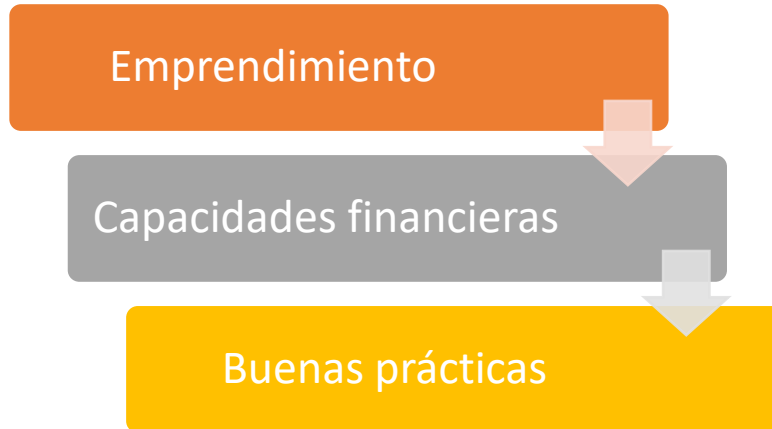 Emprendimiento
Capacidades financieras
Buenas prácticas